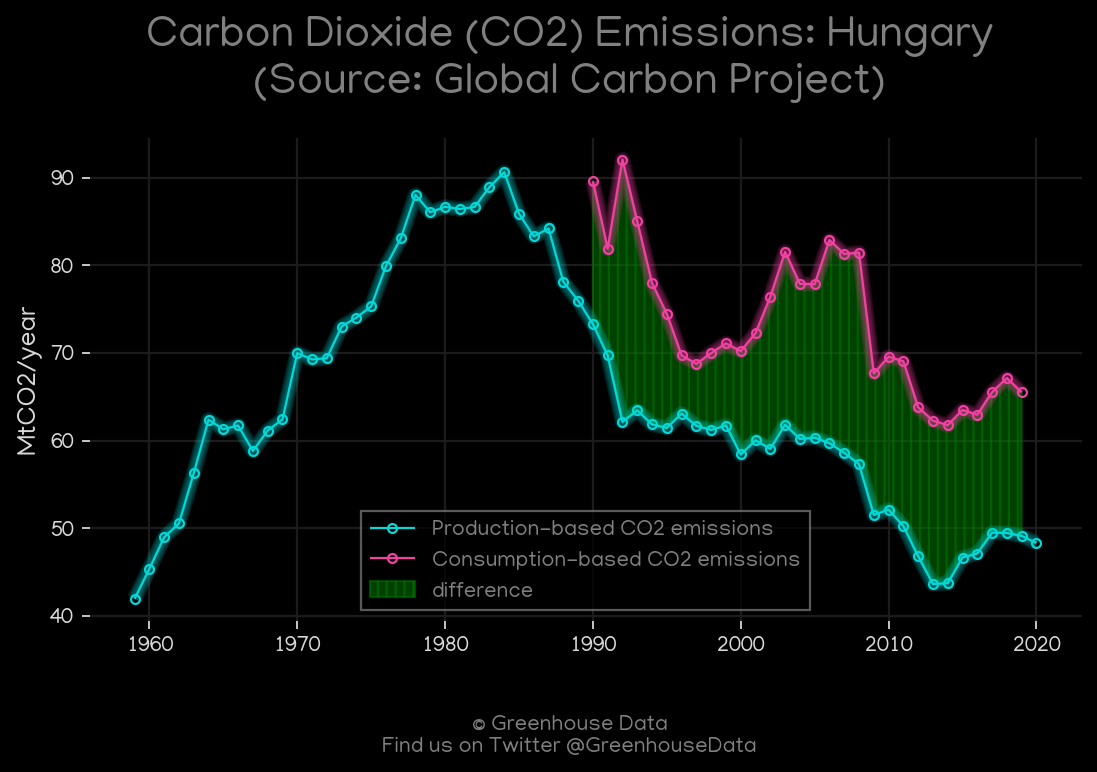 Carbon Dioxide (CO2) Emissions: Hungary
(Source: Global Carbon Project)
MtCO2/year
90
80
70
60
50
40
Production-based CO2 emissions
Consumption-based CO2 emissions
difference
1960 1970 1980 1990 2000 2010 2020
© Greenhouse Data
Find us on Twitter @GreenhouseData